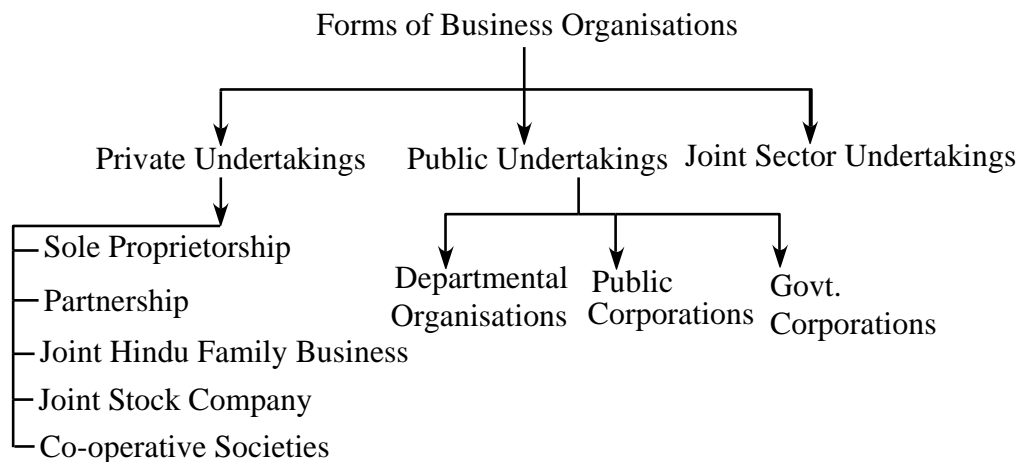 Forms of Business Organisations
Private Undertakings
Public Undertakings
Joint Sector Undertakings
Sole Proprietorship
Partnership
Joint Hindu Family Business
Joint Stock Company
Co-operative Societies
Departmental
Organisations
Public
Corporations
Govt.
Corporations